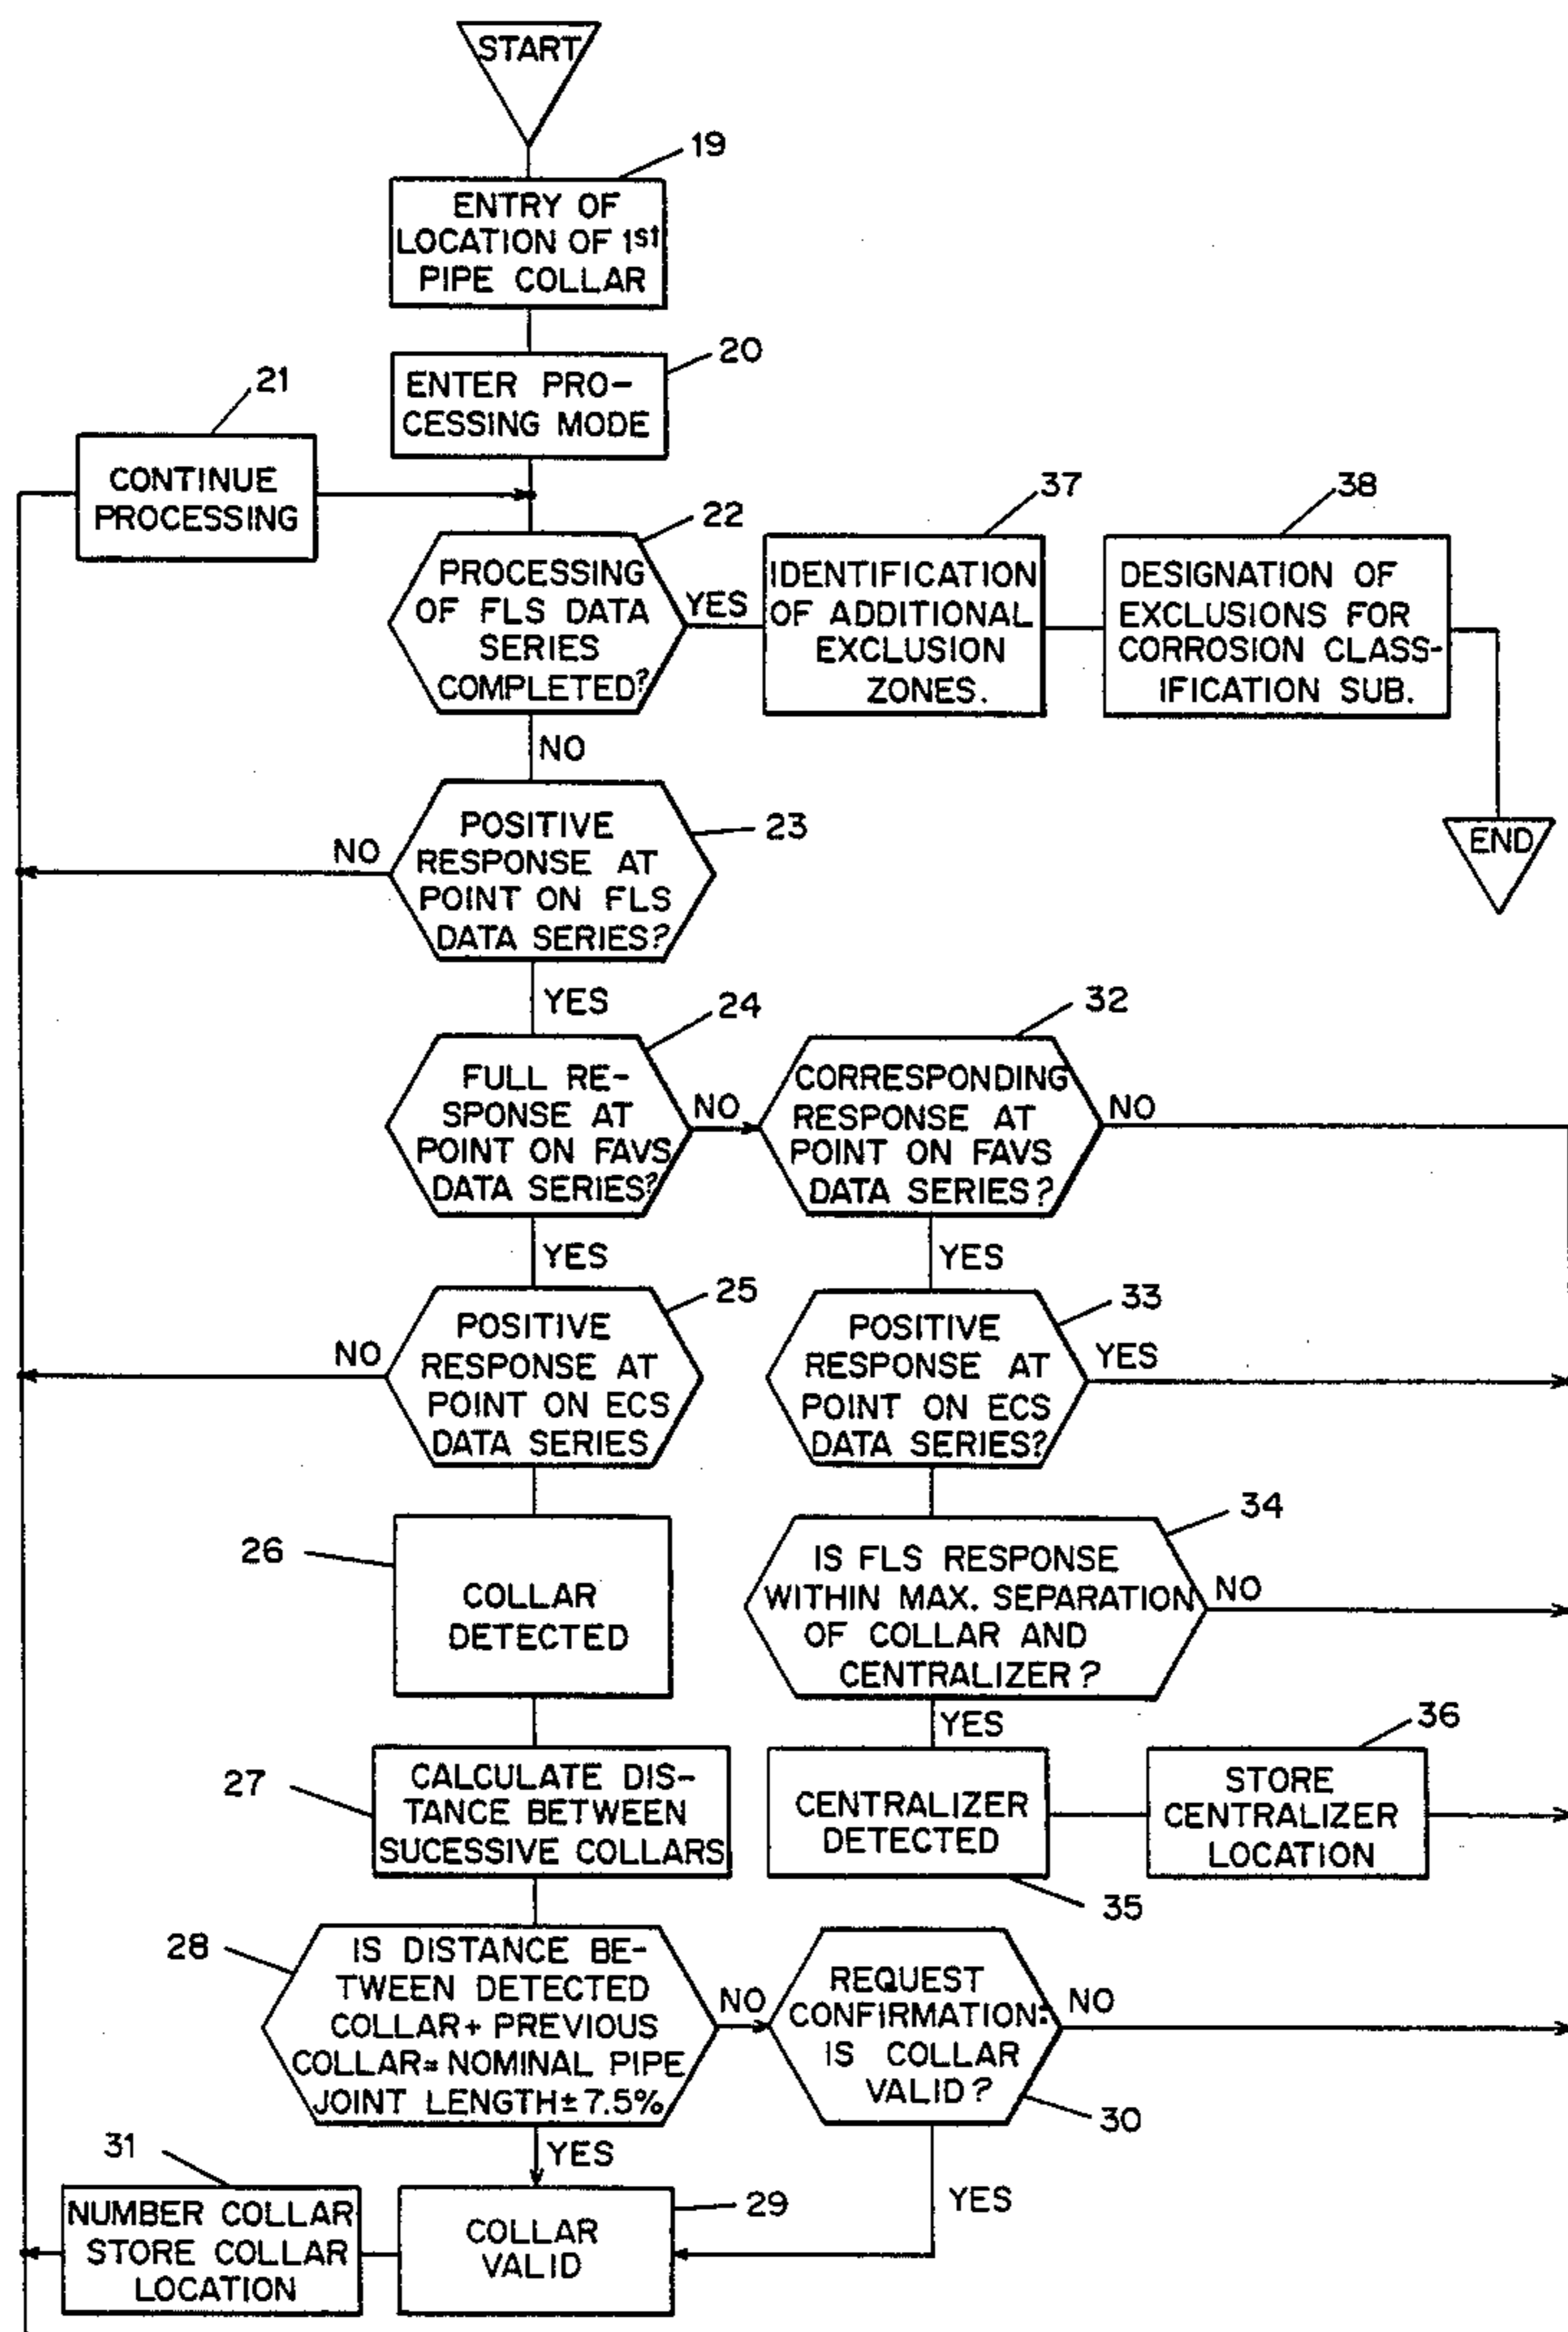 START
19
ENTRY OF
LOCATION OF 1st
PIPE COLLAR
20
ENTER PRO-
CESSING MODE
21
CONTINUE
PROCESSING
22
PROCESSING
OF FLS DATA
SERIES
COMPLETED?
YES
37
IDENTIFICATION
OF ADDITIONAL
EXCLUSION
ZONES.
38
DESIGNATION OF
EXCLUSIONS FOR
CORROSION CLASS-
IFICATION SUB.
END
NO
23
POSITIVE
RESPONSE AT
POINT ON FLS
DATA SERIES?
NO
YES
24
FULL RE-
SPONSE AT
POINT ON FAVS
DATA SERIES?
NO
32
CORRESPONDING
RESPONSE AT
POINT ON FAVS
DATA SERIES?
NO
YES
YES
25
POSITIVE
RESPONSE AT
POINT ON ECS
DATA SERIES
NO
33
POSITIVE
RESPONSE AT
POINT ON ECS
DATA SERIES?
YES
26
COLLAR
DETECTED
34
IS FLS RESPONSE
WITHIN MAX. SEPARATION
OF COLLAR AND
CENTRALIZER?
NO
YES
27
CALCULATE DIS-
TANCE BETWEEN
SUCESSIVE COLLARS
CENTRALIZER
DETECTED
35
36
STORE
CENTRALIZER
LOCATION
28
IS DISTANCE BE-
TWEEN DETECTED
COLLAR+ PREVIOUS
COLLAR= NOMINAL PIPE
JOINT LENGTH±7.5%
NO
REQUEST
CONFIRMATION:
IS COLLAR
VALID?
NO
30
YES
YES
31
NUMBER COLLAR
STORE COLLAR
LOCATION
29
COLLAR
VALID